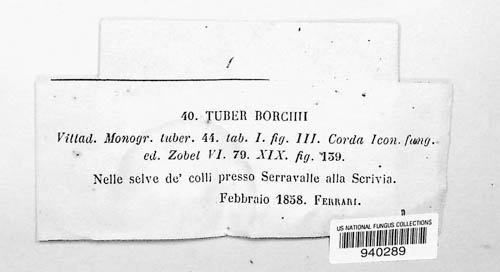 40. TUBER BORCHII
Vittad. Monogr. tuber. 44. tab. I. fig. III. Corda Icon. fung.
ed. Zobel VI. 79. XIX. fig. 139.
Nelle selve de' colli presso Serravalle alla Scrivia.
Febbraio 1858. FERRARI.
US NATIONAL FUNGUS COLLECTIONS
940289